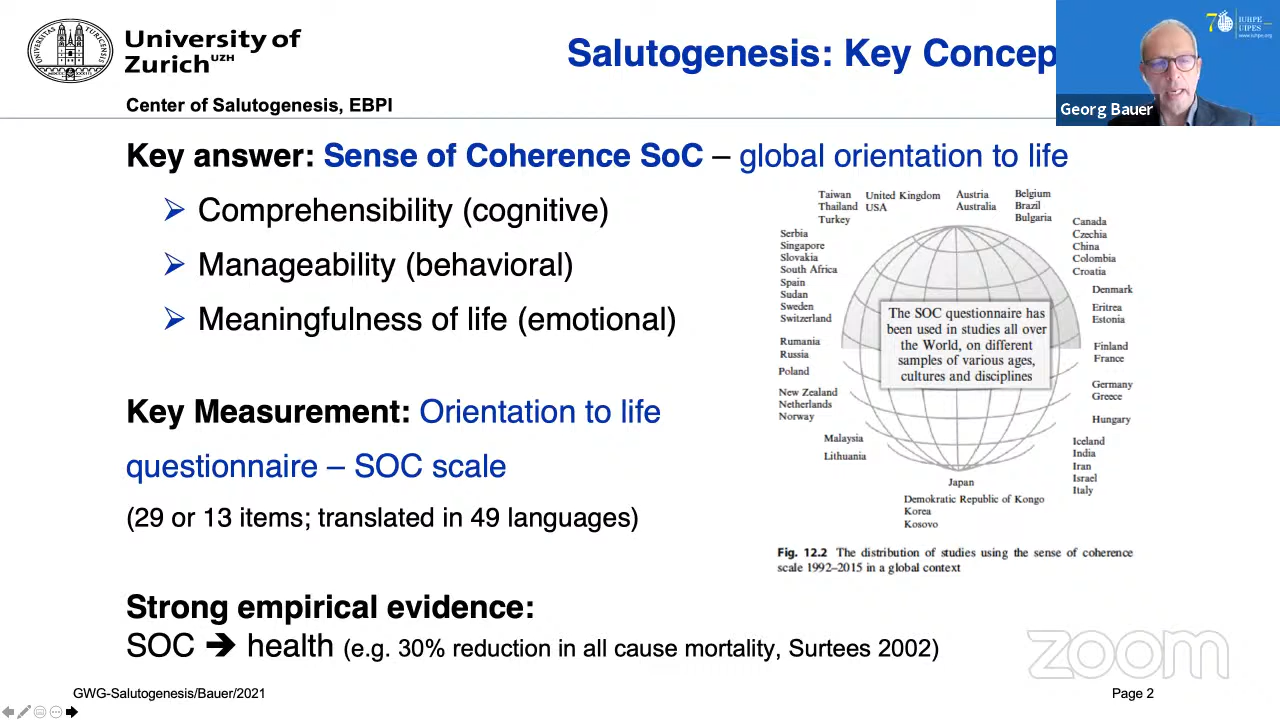 University of
Zurich UZH
Center of Salutogenesis, EBPI
Salutogenesis: Key Concep
7
IUHPE
UIPES
www.iuhpe.org
Georg Bauer
Key answer: Sense of Coherence SoC – global orientation to life
➢ Comprehensibility (cognitive)
➢ Manageability (behavioral)
➢ Meaningfulness of life (emotional)
Key Measurement: Orientation to life
questionnaire – SOC scale
(29 or 13 items; translated in 49 languages)
Strong empirical evidence:
SOC ➔ health (e.g. 30% reduction in all cause mortality, Surtees 2002)
Taiwan
Thailand
Turkey
United Kingdom
USA
Austria
Australia
Belgium
Brazil
Bulgaria
Canada
Czechia
China
Colombia
Croatia
Denmark
Eritrea
Estonia
Finland
France
Germany
Greece
Hungary
Iceland
India
Iran
Israel
Italy
Japan
Demokratic Republic of Kongo
Korea
Kosovo
Lithuania
Malaysia
New Zealand
Netherlands
Norway
Poland
Rumania
Russia
Serbia
Singapore
Slovakia
South Africa
Spain
Sudan
Sweden
Switzerland
The SOC questionnaire has
been used in studies all over
the World, on different
samples of various ages,
cultures and disciplines
Fig. 12.2 The distribution of studies using the sense of coherence
scale 1992–2015 in a global context
zoom
GWG-Salutogenesis/Bauer/2021
Page 2